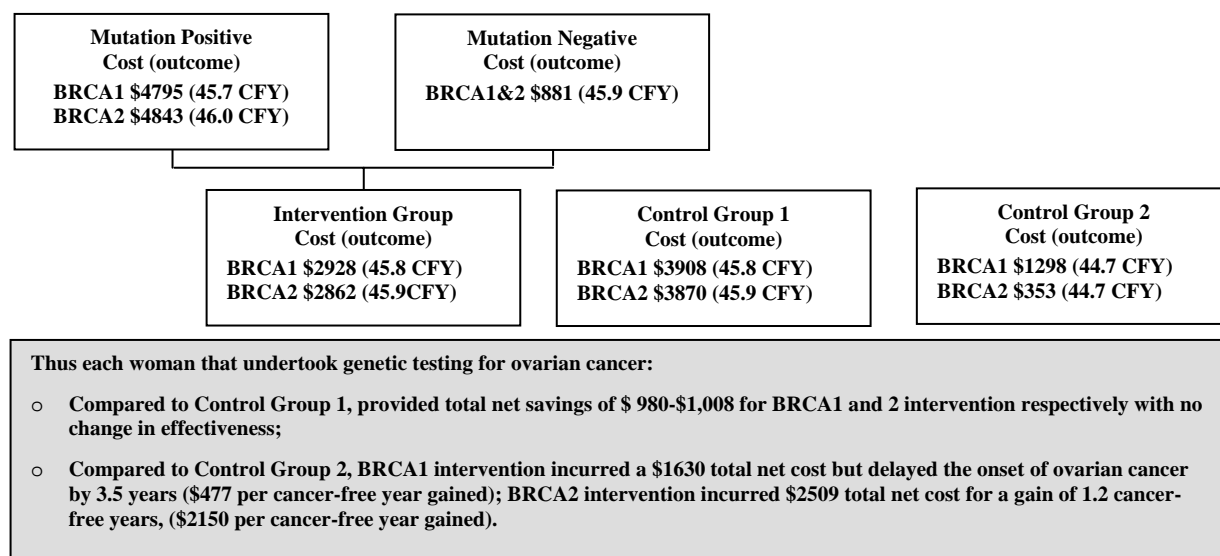 Mutation Positive
Cost (outcome)
BRCA1 $4795 (45.7 CFY)
BRCA2 $4843 (46.0 CFY)
Mutation Negative
Cost (outcome)
BRCA1&2 $881 (45.9 CFY)
Intervention Group
Cost (outcome)
BRCA1 $2928 (45.8 CFY)
BRCA2 $2862 (45.9CFY)
Control Group 1
Cost (outcome)
BRCA1 $3908 (45.8 CFY)
BRCA2 $3870 (45.9 CFY)
Control Group 2
Cost (outcome)
BRCA1 $1298 (44.7 CFY)
BRCA2 $353 (44.7 CFY)
Thus each woman that undertook genetic testing for ovarian cancer:
o Compared to Control Group 1, provided total net savings of $ 980-$1,008 for BRCA1 and 2 intervention respectively with no
change in effectiveness;
o Compared to Control Group 2, BRCA1 intervention incurred a $1630 total net cost but delayed the onset of ovarian cancer
by 3.5 years ($477 per cancer-free year gained); BRCA2 intervention incurred $2509 total net cost for a gain of 1.2 cancer-
free years, ($2150 per cancer-free year gained).